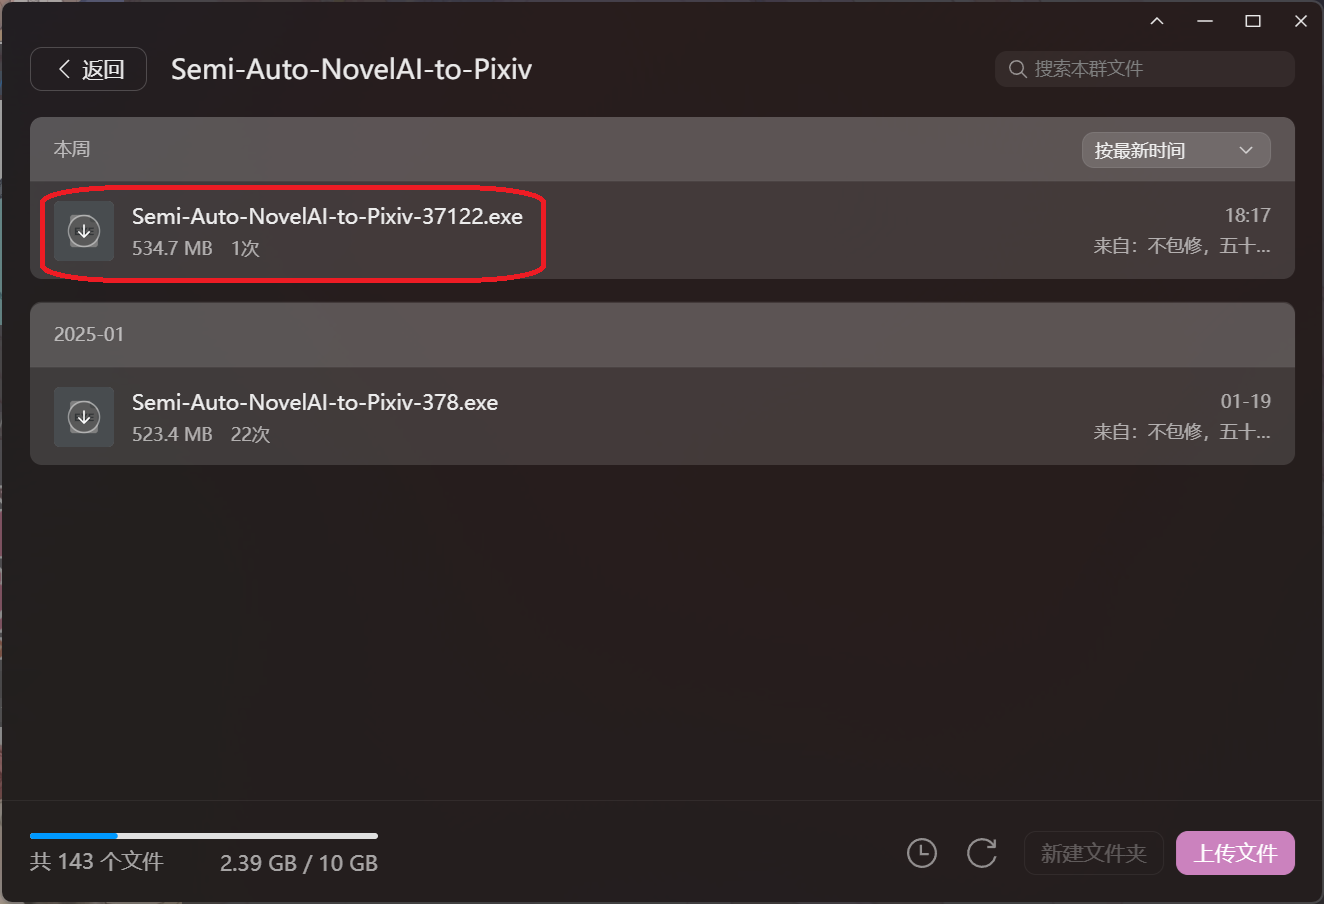 返回
Semi-Auto-NovelAI-to-Pixiv
搜索本群文件
本周
按最新时间
Semi-Auto-NovelAI-to-Pixiv-37122.exe
18:17
534.7 MB 1次
来自：不包修，五十...
2025-01
Semi-Auto-NovelAI-to-Pixiv-378.exe
01-19
523.4 MB 22次
来自：不包修，五十...
共 143 个文件
2.39 GB / 10 GB
新建文件夹
上传文件